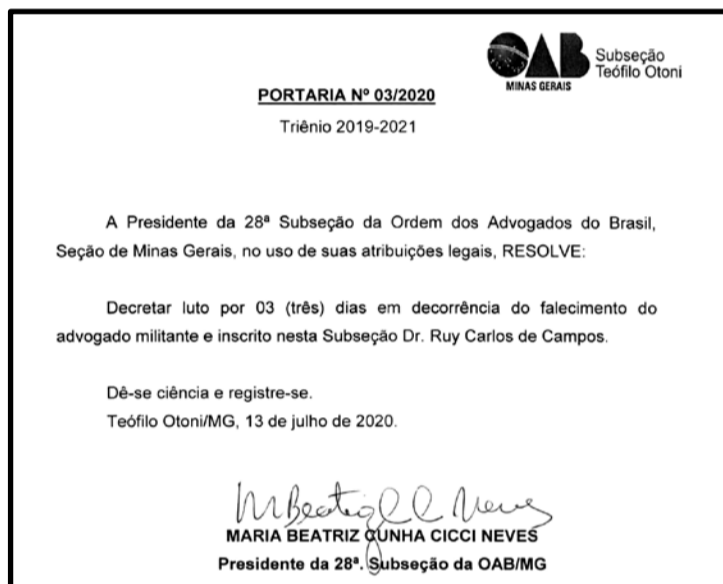 OAB
MINAS GERAIS
Subseção
Teófilo Otoni
PORTARIA Nº 03/2020
Triênio 2019-2021
A Presidente da 28ª Subseção da Ordem dos Advogados do Brasil,
Seção de Minas Gerais, no uso de suas atribuições legais, RESOLVE:
Decretar luto por 03 (três) dias em decorrência do falecimento do
advogado militante e inscrito nesta Subseção Dr. Ruy Carlos de Campos.
Dê-se ciência e registre-se.
Teófilo Otoni/MG, 13 de julho de 2020.
MBeatriz C C Neves
MARIA BEATRIZ CUNHA CICCI NEVES
Presidente da 28ª. Subseção da OAB/MG